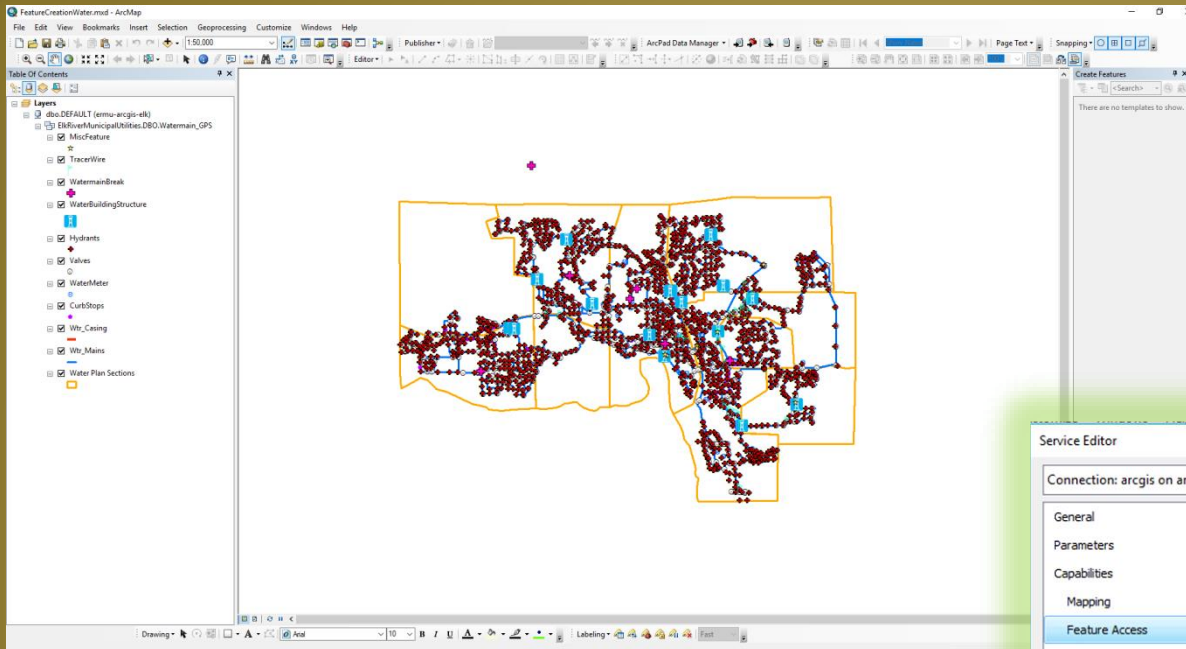 FeatureCreationWater.mxd - ArcMap
File Edit View Bookmarks Insert Selection Geoprocessing Customize Windows Help
1:50,000 Publisher ArcPad Data Manager Page Text Snapping
Editor
Table Of Contents
Create Features
<Search>
There are no templates to show.
Layers
dbo.DEFAULT (ermu-arcgis-elk)
ElkRiverMunicipalUtilities.DBO.Watermain_GPS
MiscFeature
TracerWire
WatermainBreak
WaterBuildingStructure
Hydrants
Valves
WaterMeter
CurbStops
Wtr_Casing
Wtr_Mains
Water Plan Sections
Service Editor
Connection: arcgis on ar
General
Parameters
Capabilities
Mapping
Feature Access
Drawing A Arial 10 B I U A Labeling Fast